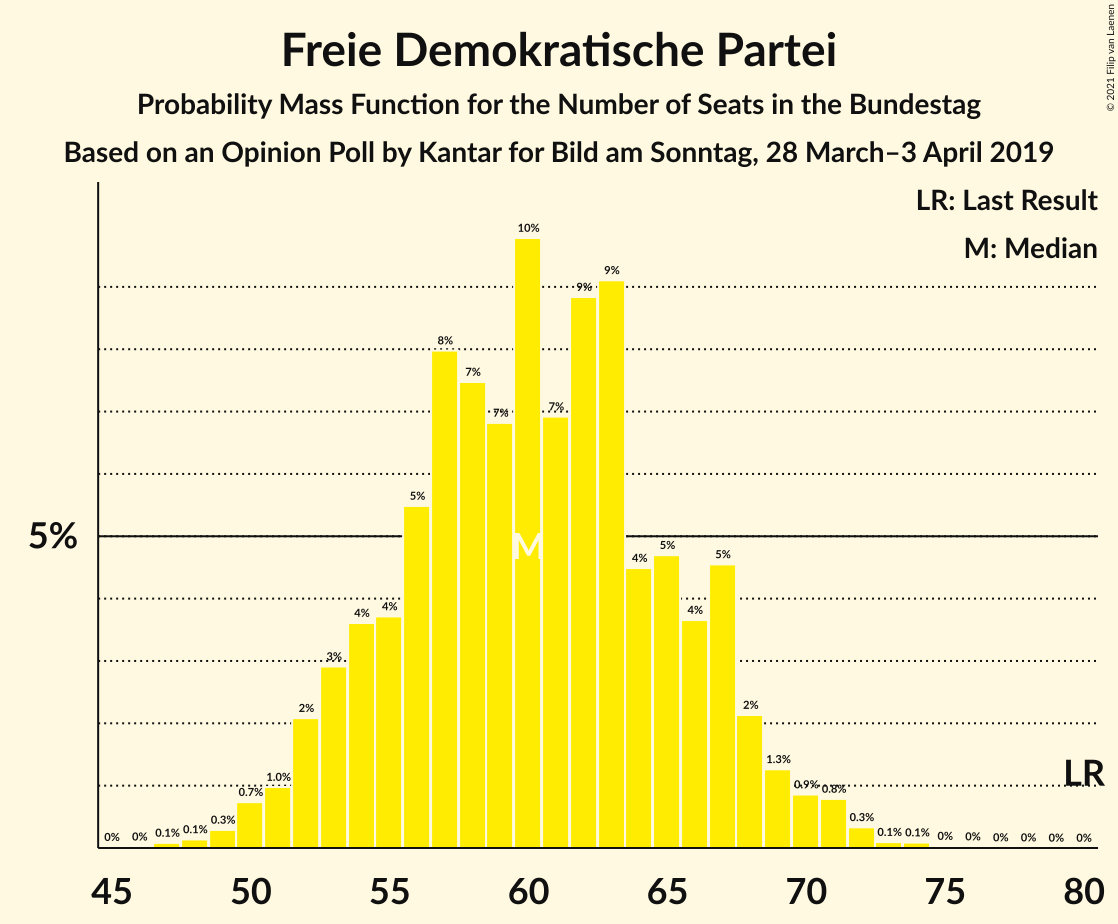 Freie Demokratische Partei
Probability Mass Function for the Number of Seats in the Bundestag
Based on an Opinion Poll by Kantar for Bild am Sonntag, 28 March–3 April 2019
© 2021 Filip van Laenen
LR: Last Result
M: Median
5%
0% 0% 0.1% 0.1% 0.3% 0.7% 1.0% 2% 3% 4% 4% 5% 8% 7% 7% 10% 7% 9% 9% 4% 5% 4% 5% 2% 1.3% 0.9% 0.8% 0.3% 0.1% 0.1% 0% 0% 0% 0% 0% 0%
M
LR
45 50 55 60 65 70 75 80